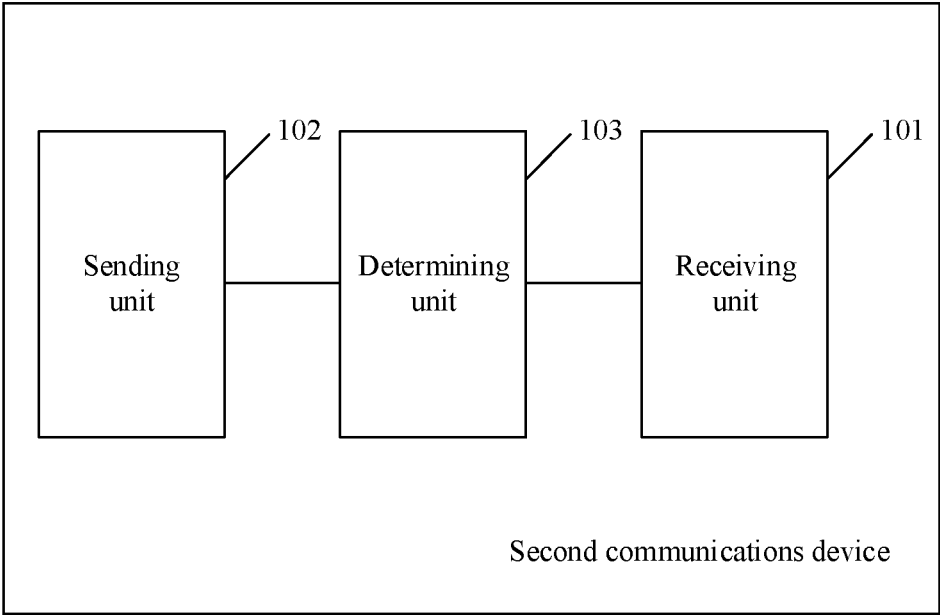 102
103
101
Sending
unit
Determining
unit
Receiving
unit
Second communications device